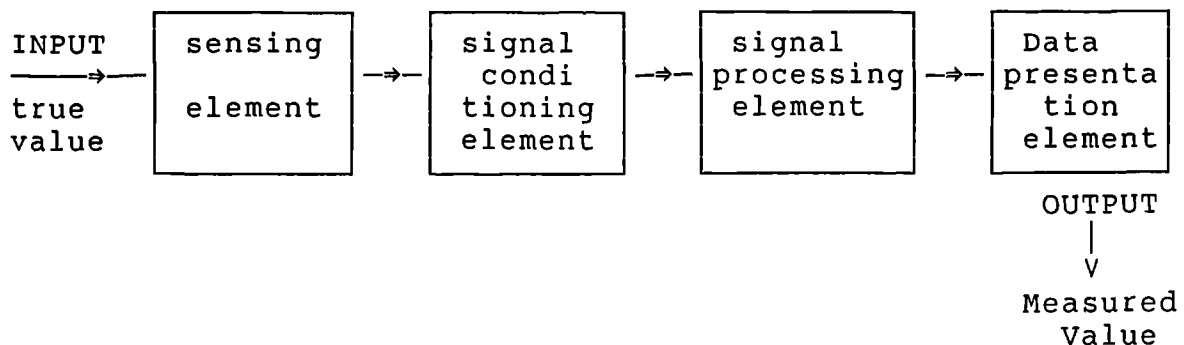 INPUT
true
value
sensing
element
signal
condi
tioning
element
signal
processing
element
Data
presenta
tion
element
OUTPUT
Measured
Value